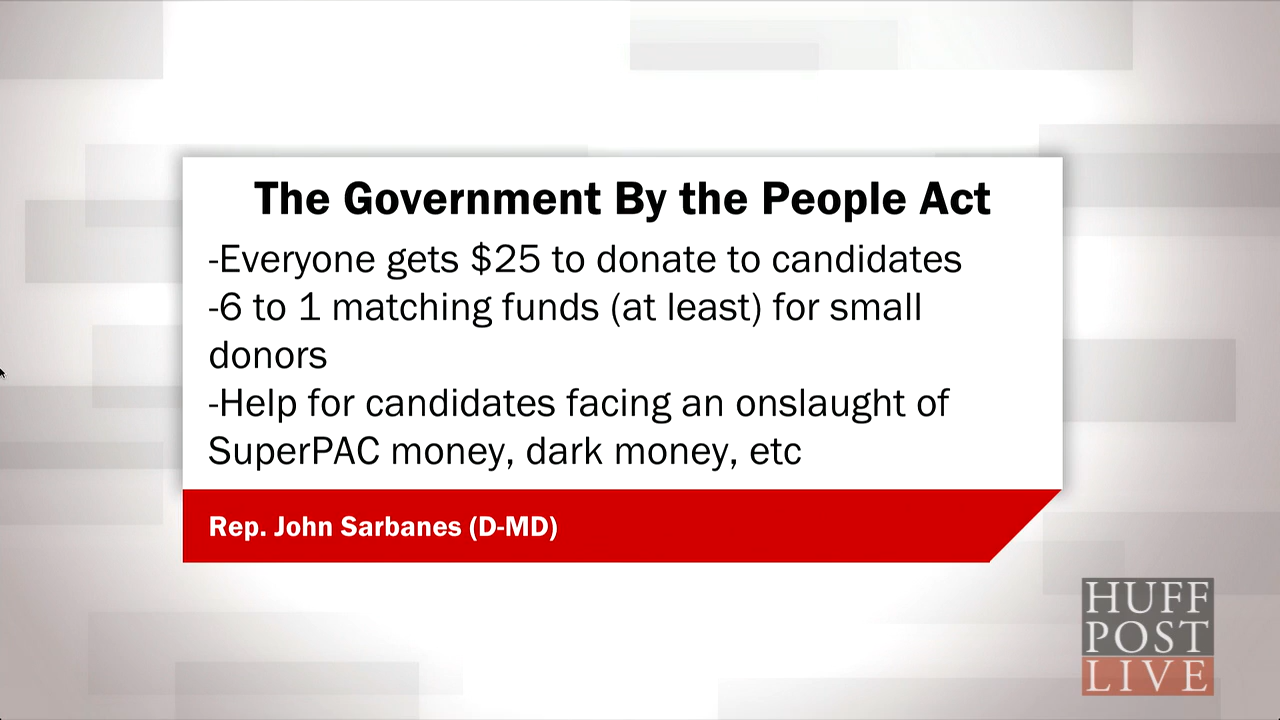 The Government By the People Act
-Everyone gets $25 to donate to candidates
-6 to 1 matching funds (at least) for small
donors
-Help for candidates facing an onslaught of
SuperPAC money, dark money, etc
Rep. John Sarbanes (D-MD)
HUFF
POST
LIVE